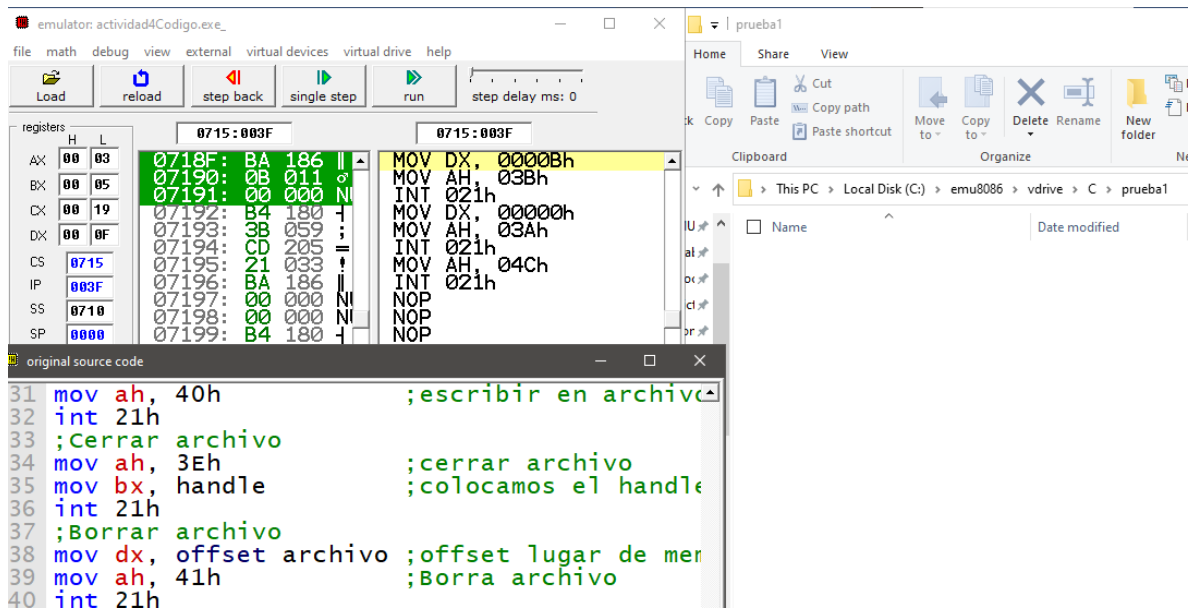 emulator: actividad4Codigo.exe_
file math debug view external virtual devices virtual drive help
Load reload step back single step run step delay ms: 0
registers
H L
0715:003F 0715:003F
AX 00 03
BX 00 05
CX 00 19
DX 00 0F
CS 0715
IP 003F
SS 0710
SP 0000
0718F: BA 186 ‖
07190: 0B 011 ♂
07191: 00 000 NU
07192: B4 180 ┤
07193: 3B 059 ;
07194: CD 205 =
07195: 21 033 !
07196: BA 186 ‖
07197: 00 000 NU
07198: 00 000 NU
07199: B4 180 ┤
MOV DX, 0000Bh
MOV AH, 03Bh
INT 021h
MOV DX, 00000h
MOV AH, 03Ah
INT 021h
MOV AH, 04Ch
INT 021h
NOP
NOP
NOP
original source code
31 mov ah, 40h ;escribir en archivo
32 int 21h
33 ;Cerrar archivo
34 mov ah, 3Eh ;cerrar archivo
35 mov bx, handle ;colocamos el handle
36 int 21h
37 ;Borrar archivo
38 mov dx, offset archivo ;offset lugar de mem
39 mov ah, 41h ;Borra archivo
40 int 21h
prueba1
Home Share View
Copy Paste
Cut
Copy path
Paste shortcut
Move to Copy to Delete Rename New folder
Clipboard Organize
This PC > Local Disk (C:) > emu8086 > vdrive > C > prueba1
Name Date modified